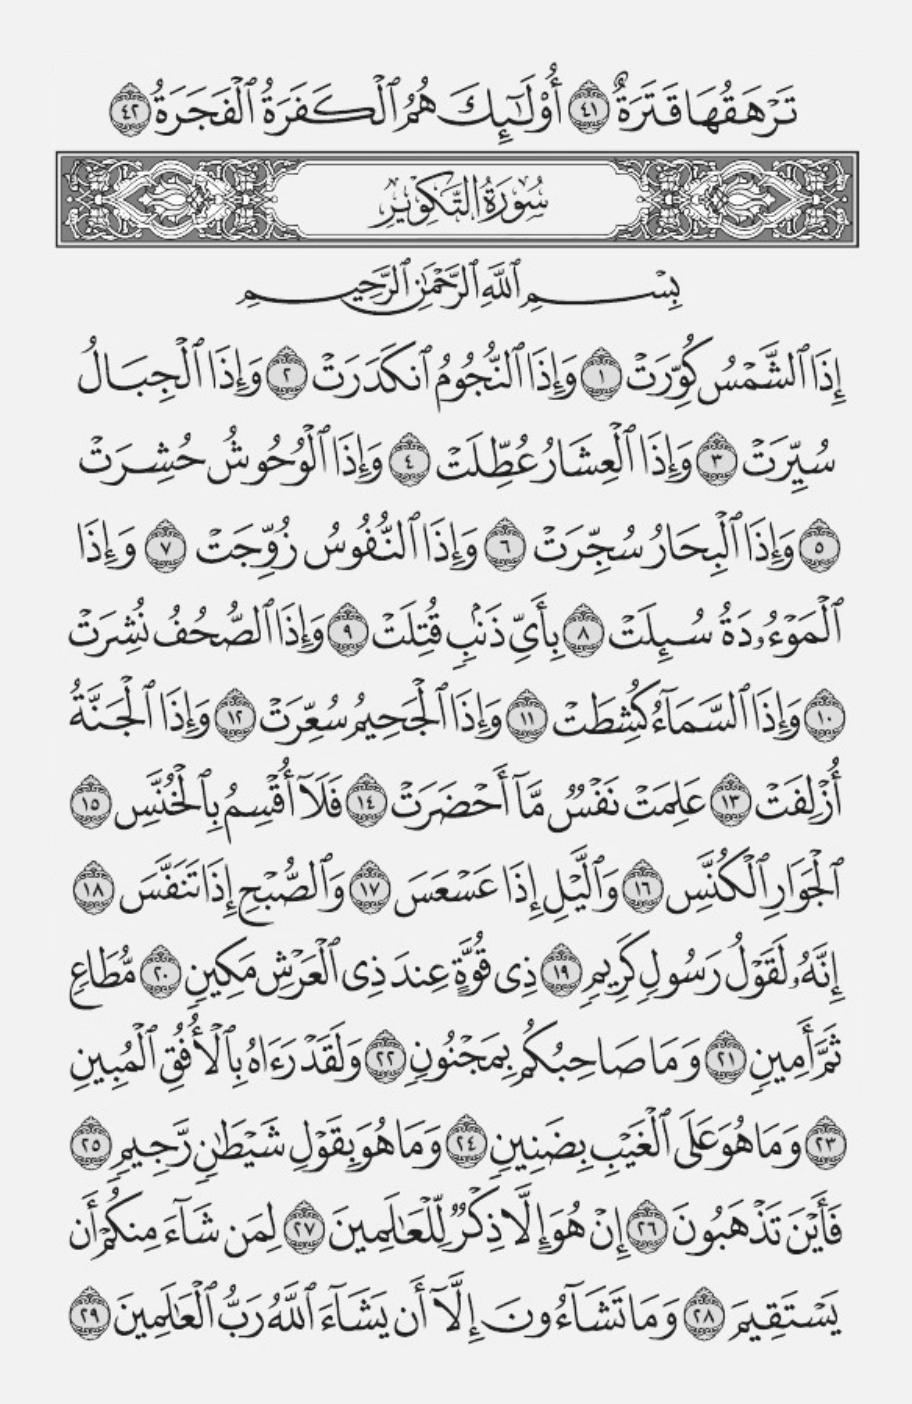 تَرۡهَقُهَا قَتَرَةٌ ٤١ أُوْلَـٰٓئِكَ هُمُ ٱلۡكَفَرَةُ ٱلۡفَجَرَةُ ٤٢
سُورَةُ التَّكۡوِيرِ
بِسۡمِ ٱللَّهِ ٱلرَّحۡمَٰنِ ٱلرَّحِيمِ
إِذَا ٱلشَّمۡسُ كُوِّرَتۡ ١ وَإِذَا ٱلنُّجُومُ ٱنكَدَرَتۡ ٢ وَإِذَا ٱلۡجِبَالُ
سُيِّرَتۡ ٣ وَإِذَا ٱلۡعِشَارُ عُطِّلَتۡ ٤ وَإِذَا ٱلۡوُحُوشُ حُشِرَتۡ
٥ وَإِذَا ٱلۡبِحَارُ سُجِّرَتۡ ٦ وَإِذَا ٱلنُّفُوسُ زُوِّجَتۡ ٧ وَإِذَا
ٱلۡمَوۡءُۥدَةُ سُئِلَتۡ ٨ بِأَيِّ ذَنۢبٖ قُتِلَتۡ ٩ وَإِذَا ٱلصُّحُفُ نُشِرَتۡ
١٠ وَإِذَا ٱلسَّمَآءُ كُشِطَتۡ ١١ وَإِذَا ٱلۡجَحِيمُ سُعِّرَتۡ ١٢ وَإِذَا ٱلۡجَنَّةُ
أُزۡلِفَتۡ ١٣ عَلِمَتۡ نَفۡسٞ مَّآ أَحۡضَرَتۡ ١٤ فَلَآ أُقۡسِمُ بِٱلۡخُنَّسِ ١٥
ٱلۡجَوَارِ ٱلۡكُنَّسِ ١٦ وَٱلَّيۡلِ إِذَا عَسۡعَسَ ١٧ وَٱلصُّبۡحِ إِذَا تَنَفَّسَ ١٨
إِنَّهُۥ لَقَوۡلُ رَسُولٖ كَرِيمٖ ١٩ ذِي قُوَّةٍ عِندَ ذِي ٱلۡعَرۡشِ مَكِينٖ ٢٠ مُّطَاعٖ
ثَمَّ أَمِينٖ ٢١ وَمَا صَاحِبُكُم بِمَجۡنُونٖ ٢٢ وَلَقَدۡ رَءَاهُ بِٱلۡأُفُقِ ٱلۡمُبِينِ
٢٣ وَمَا هُوَ عَلَى ٱلۡغَيۡبِ بِضَنِينٖ ٢٤ وَمَا هُوَ بِقَوۡلِ شَيۡطَٰنٖ رَّجِيمٖ ٢٥
فَأَيۡنَ تَذۡهَبُونَ ٢٦ إِنۡ هُوَ إِلَّا ذِكۡرٞ لِّلۡعَٰلَمِينَ ٢٧ لِمَن شَآءَ مِنكُمۡ أَن
يَسۡتَقِيمَ ٢٨ وَمَا تَشَآءُونَ إِلَّآ أَن يَشَآءَ ٱللَّهُ رَبُّ ٱلۡعَٰلَمِينَ ٢٩